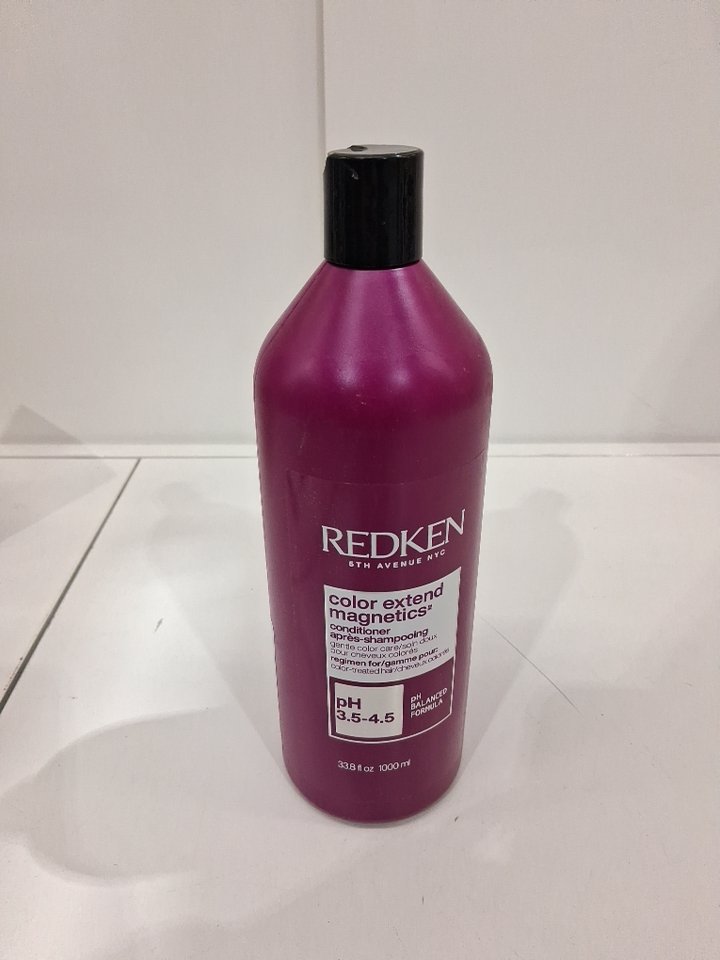 REDKEN
5TH AVENUE NYC
color extend
magnetics®
conditioner
après-shampooing
gentle color care/soin doux
pour cheveux colorés
regimen for/gamme pour:
color-treated hair/cheveux colorés
pH
3.5-4.5
pH
BALANCED
FORMULA
33.8 fl oz 1000 ml